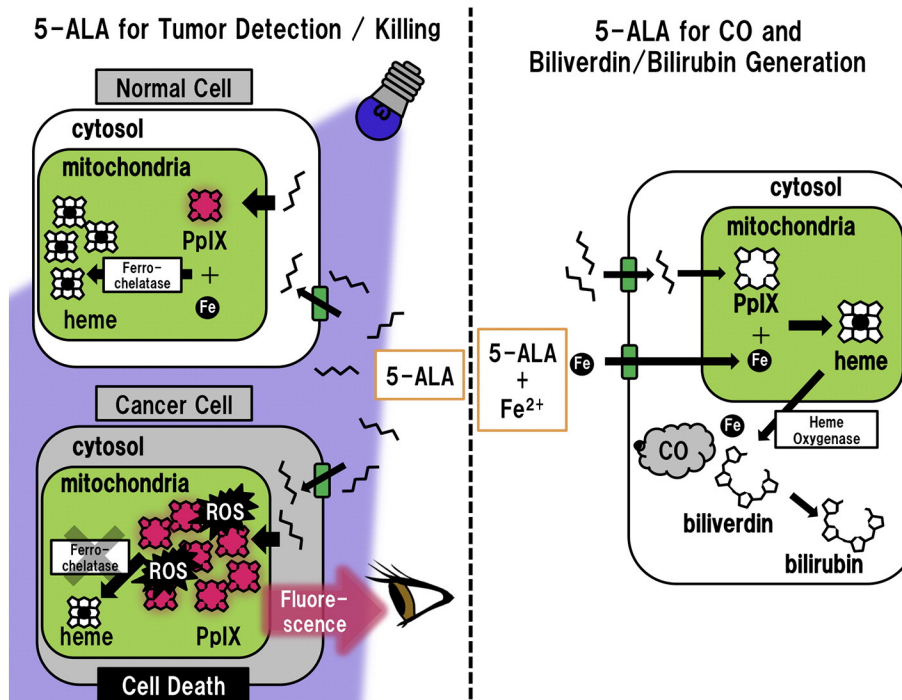 5-ALA for Tumor Detection / Killing
Normal Cell
cytosol
mitochondria
PpIX
Ferro-
chelatase
+
Fe
heme
5-ALA
Cancer Cell
cytosol
mitochondria
ROS
Ferro-
chelatase
ROS
heme
PpIX
Fluore-
scence
Cell Death
5-ALA for CO and
Biliverdin/Bilirubin Generation
cytosol
mitochondria
PpIX
+
Fe
heme
5-ALA
+
Fe²⁺
Fe
Heme
Oxygenase
Fe
CO
biliverdin
bilirubin